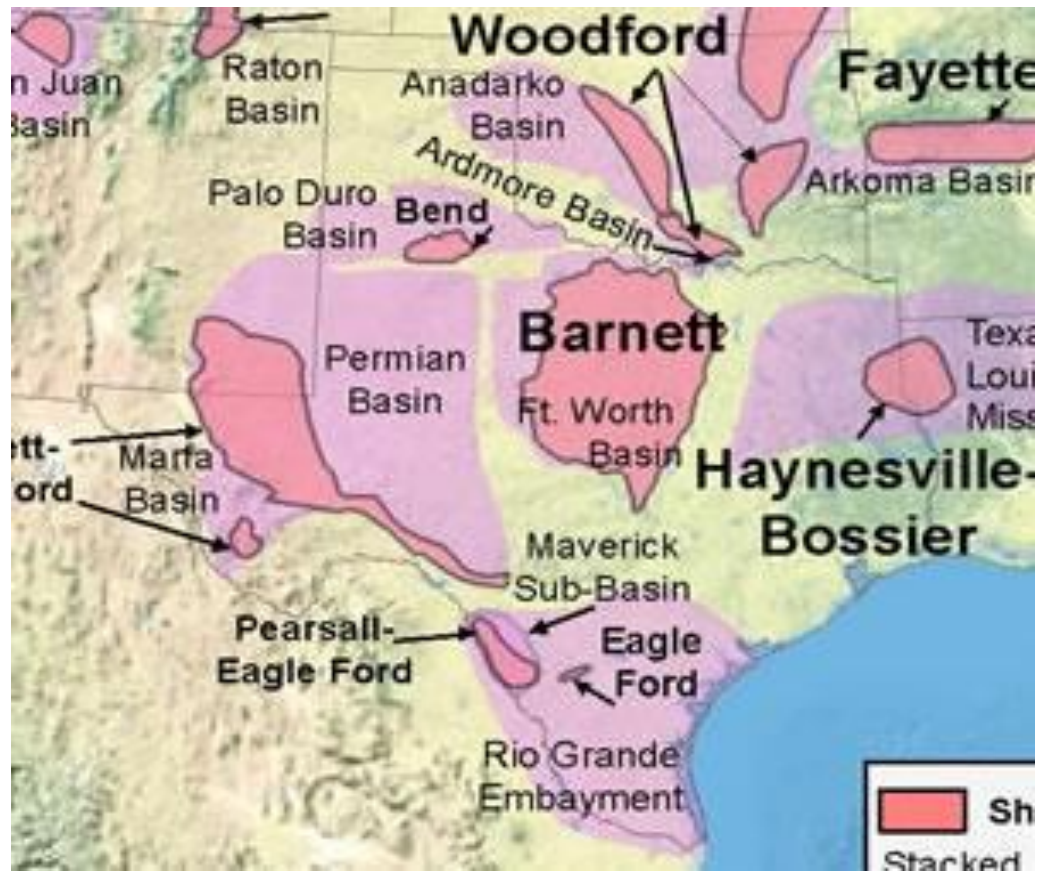 Woodford
Fayette
n Juan
Basin
Raton
Basin
Anadarko
Basin
Ardmore Basin
Arkoma Basin
Palo Duro
Basin
Bend
Barnett
Ft. Worth
Basin
Permian
Basin
Texa
Loui
Miss
ett-
ord
Marfa
Basin
Haynesville-
Bossier
Maverick
Sub-Basin
Pearsall-
Eagle Ford
Eagle
Ford
Rio Grande
Embayment
Sh
Stacked